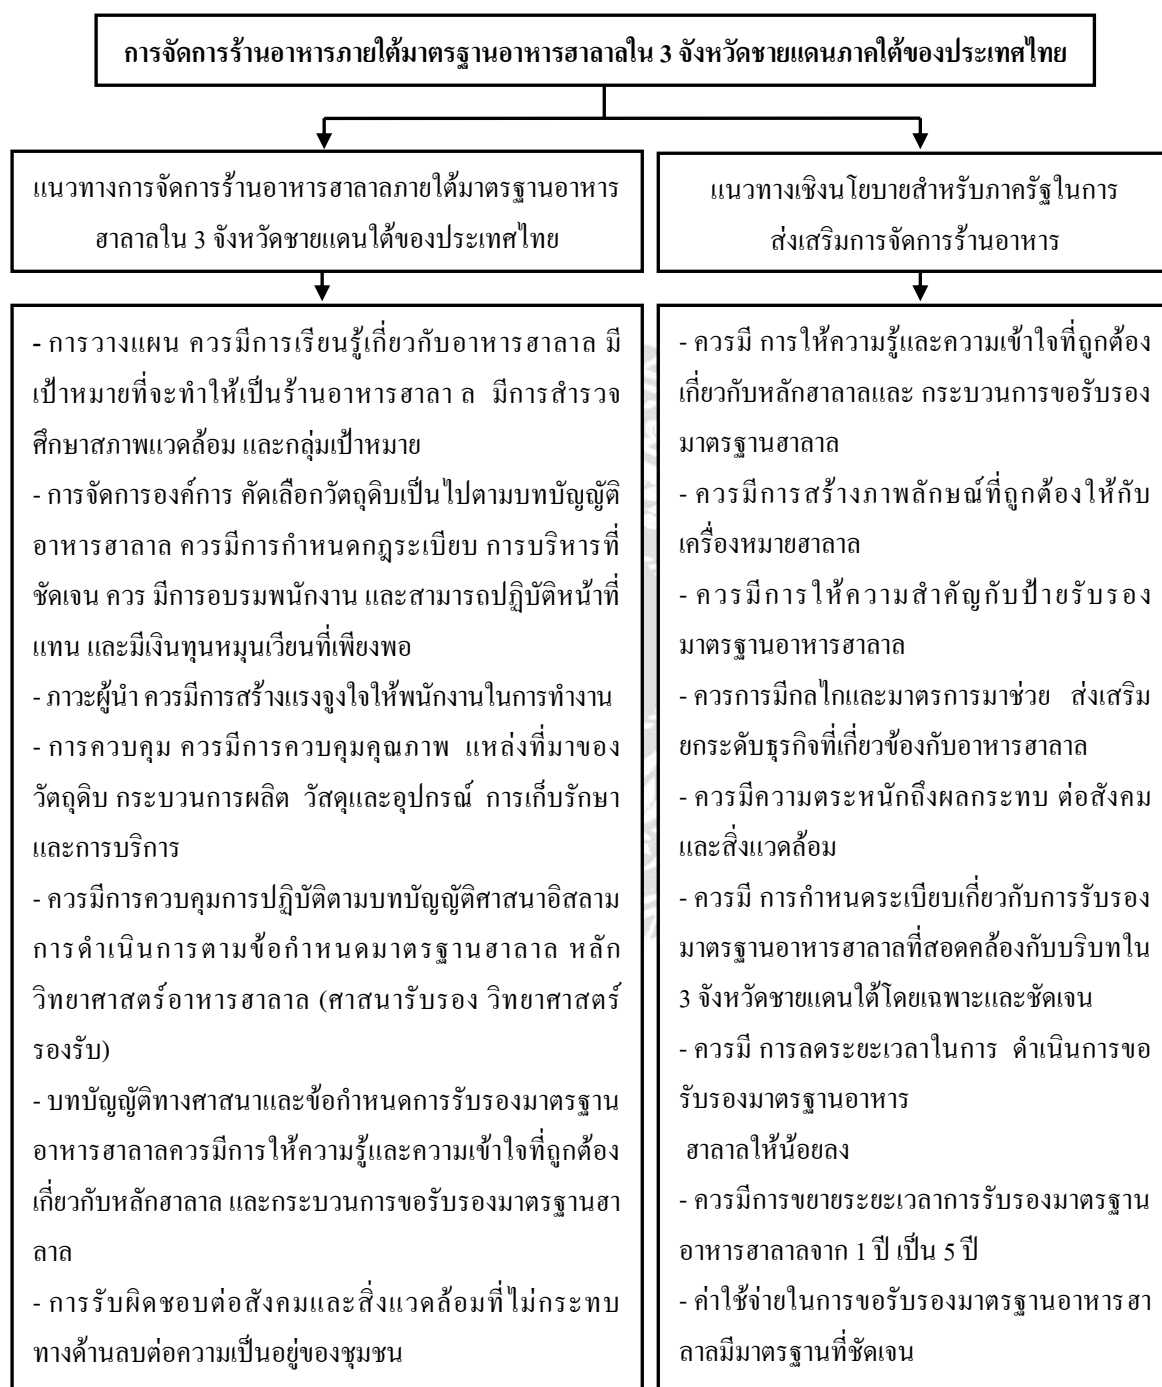 การจัดการร้านอาหารภายใต้มาตรฐานอาหารฮาลาลใน 3 จังหวัดชายแดนภาคใต้ของประเทศไทย
แนวทางการจัดการร้านอาหารฮาลาลภายใต้มาตรฐานอาหาร
ฮาลาลใน 3 จังหวัดชายแดนใต้ของประเทศไทย
แนวทางเชิงนโยบายสำหรับภาครัฐในการ
ส่งเสริมการจัดการร้านอาหาร
- การวางแผน ควรมีการเรียนรู้เกี่ยวกับอาหารฮาลาล มี
เป้าหมายที่จะทำให้เป็นร้านอาหารฮาลา ล มีการสำรวจ
ศึกษาสภาพแวดล้อม และกลุ่มเป้าหมาย
- การจัดการองค์การ คัดเลือกวัตถุดิบเป็นไปตามบทบัญญัติ
อาหารฮาลาล ควรมีการกำหนดกฎระเบียบ การบริหารที่
ชัดเจน ควร มีการอบรมพนักงาน และสามารถปฏิบัติหน้าที่
แทน และมีเงินทุนหมุนเวียนที่เพียงพอ
- ภาวะผู้นำ ควรมีการสร้างแรงจูงใจให้พนักงานในการทำงาน
- การควบคุม ควรมีการควบคุมคุณภาพ แหล่งที่มาของ
วัตถุดิบ กระบวนการผลิต วัสดุและอุปกรณ์ การเก็บรักษา
และการบริการ
- ควรมีการควบคุมการปฏิบัติตามบทบัญญัติศาสนาอิสลาม
การดำเนินการตามข้อกำหนดมาตรฐานฮาลาล หลัก
วิทยาศาสตร์อาหารฮาลาล (ศาสนารับรอง วิทยาศาสตร์
รองรับ)
- บทบัญญัติทางศาสนาและข้อกำหนดการรับรองมาตรฐาน
อาหารฮาลาลควรมีการให้ความรู้และความเข้าใจที่ถูกต้อง
เกี่ยวกับหลักฮาลาล และกระบวนการขอรับรองมาตรฐานฮา
ลาล
- การรับผิดชอบต่อสังคมและสิ่งแวดล้อมที่ไม่กระทบ
ทางด้านลบต่อความเป็นอยู่ของชุมชน
- ควรมี การให้ความรู้และความเข้าใจที่ถูกต้อง
เกี่ยวกับหลักฮาลาลและ กระบวนการขอรับรอง
มาตรฐานฮาลาล
- ควรมีการสร้างภาพลักษณ์ที่ถูกต้องให้กับ
เครื่องหมายฮาลาล
- ควรมีการให้ความสำคัญกับป้ายรับรอง
มาตรฐานอาหารฮาลาล
- ควรการมีกลไกและมาตรการมาช่วย ส่งเสริม
ยกระดับธุรกิจที่เกี่ยวข้องกับอาหารฮาลาล
- ควรมีความตระหนักถึงผลกระทบ ต่อสังคม
และสิ่งแวดล้อม
- ควรมี การกำหนดระเบียบเกี่ยวกับการรับรอง
มาตรฐานอาหารฮาลาลที่สอดคล้องกับบริบทใน
3 จังหวัดชายแดนใต้โดยเฉพาะและชัดเจน
- ควรมี การลดระยะเวลาในการ ดำเนินการขอ
รับรองมาตรฐานอาหาร
ฮาลาลให้น้อยลง
- ควรมีการขยายระยะเวลาการรับรองมาตรฐาน
อาหารฮาลาลจาก 1 ปี เป็น 5 ปี
- ค่าใช้จ่ายในการขอรับรองมาตรฐานอาหารฮา
ลาลมีมาตรฐานที่ชัดเจน